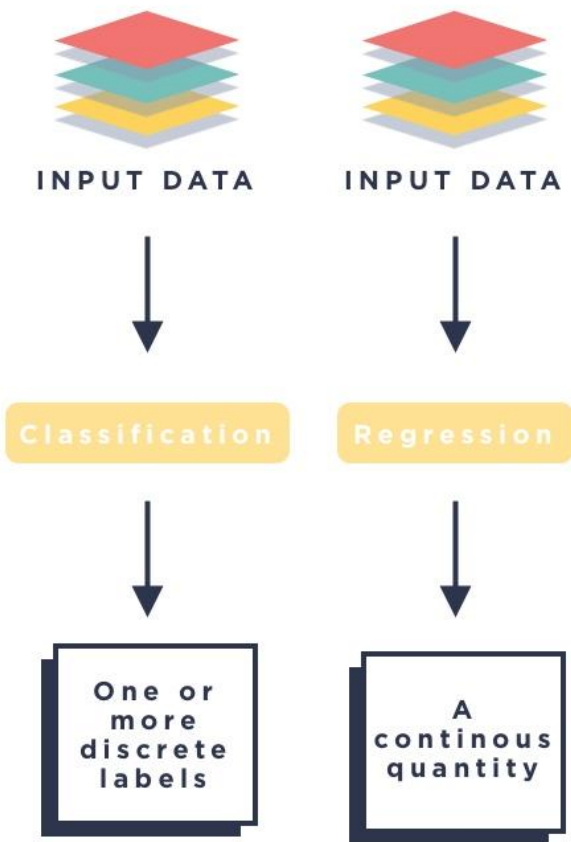 INPUT DATA
INPUT DATA
Classification
Regression
One or
more
discrete
labels
A
continous
quantity